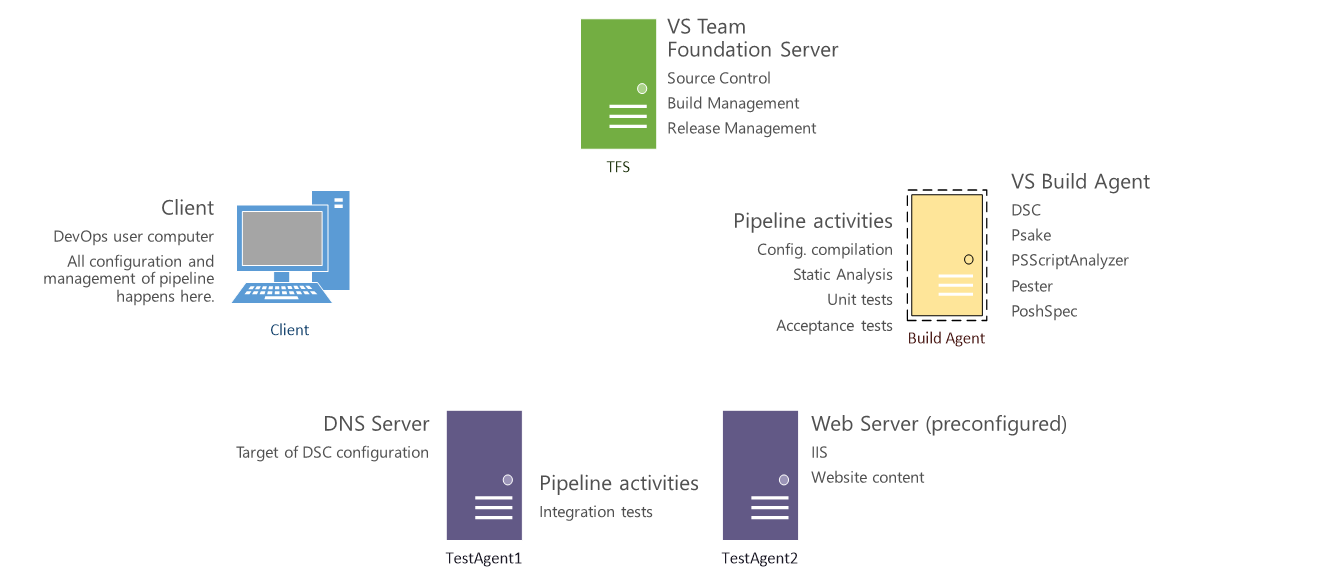 VS Team
Foundation Server
Source Control
Build Management
Release Management
TFS
Client
DevOps user computer
All configuration and
management of pipeline
happens here.
Client
Pipeline activities
Config. compilation
Static Analysis
Unit tests
Acceptance tests
VS Build Agent
DSC
Psake
PSScriptAnalyzer
Pester
PoshSpec
Build Agent
DNS Server
Target of DSC configuration
TestAgent1
Pipeline activities
Integration tests
Web Server (preconfigured)
IIS
Website content
TestAgent2